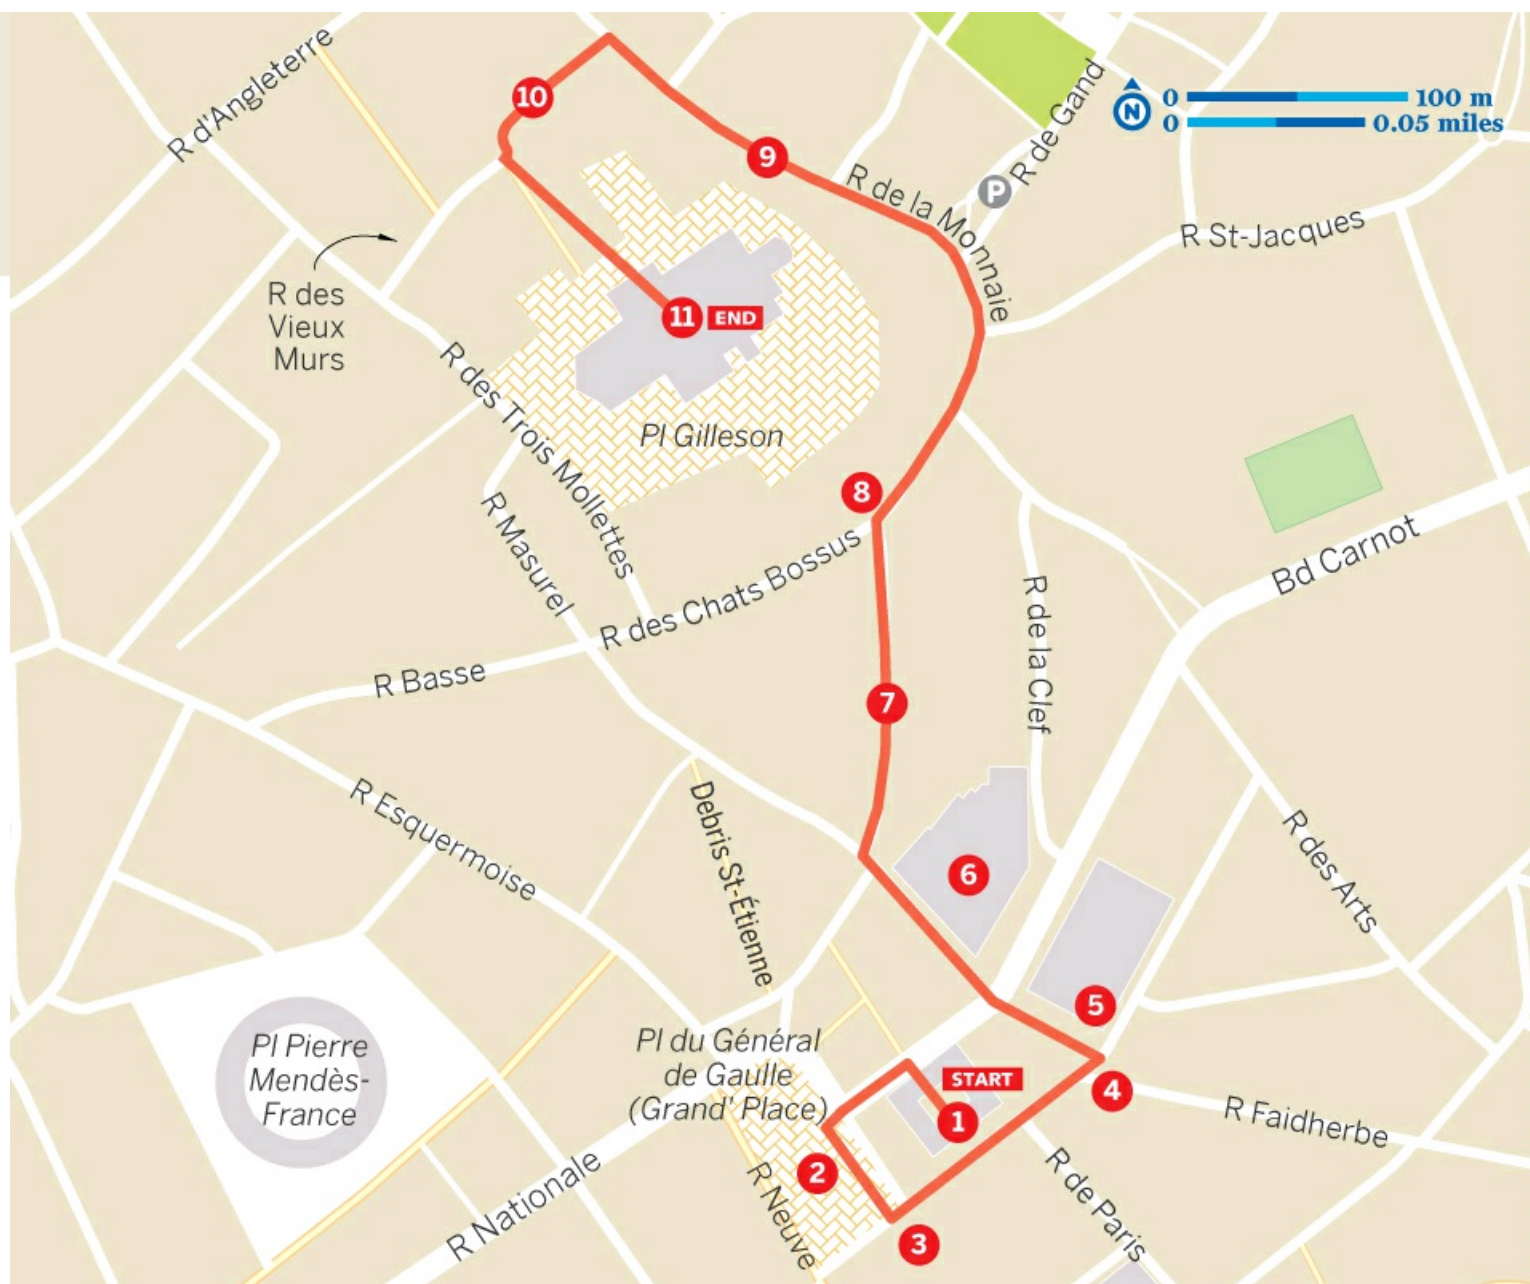 10
R d'Angleterre
R de Gand
N
0
100 m
0
0.05 miles
9
P
R de la Monnaie
R St-Jacques
R des
Vieux
Murs
11
END
R des Trois Mollettes
Pl Gilleson
8
R Masurel
R des Chats Bossus
Bd Carnot
R de la Clef
R Basse
7
R Esquermoise
Debris St-Étienne
6
R des Arts
5
Pl Pierre
Mendès-
France
Pl du Général
de Gaulle
(Grand' Place)
START
1
4
R Faidherbe
2
R Nationale
R Neuve
3
R de Paris